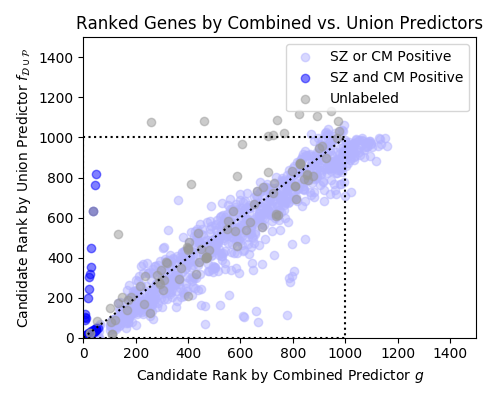 Ranked Genes by Combined vs. Union Predictors
Candidate Rank by Union Predictor f_{D∪P}
1400
1200
1000
800
600
400
200
0
SZ or CM Positive
SZ and CM Positive
Unlabeled
0 200 400 600 800 1000 1200 1400
Candidate Rank by Combined Predictor g